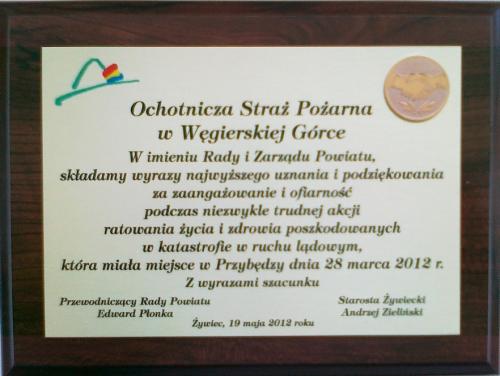 Ochotnicza Straż Pożarna
w Węgierskiej Górce
W imieniu Rady i Zarządu Powiatu,
składamy wyrazy najwyższego uznania i podziękowania
za zaangażowanie i ofiarność
podczas niezwykle trudnej akcji
ratowania życia i zdrowia poszkodowanych
w katastrofie w ruchu lądowym,
która miała miejsce w Przybędzy dnia 28 marca 2012 r.
Z wyrazami szacunku
Przewodniczący Rady Powiatu Starosta Żywiecki
Edward Płonka Andrzej Zieliński
Żywiec, 19 maja 2012 roku